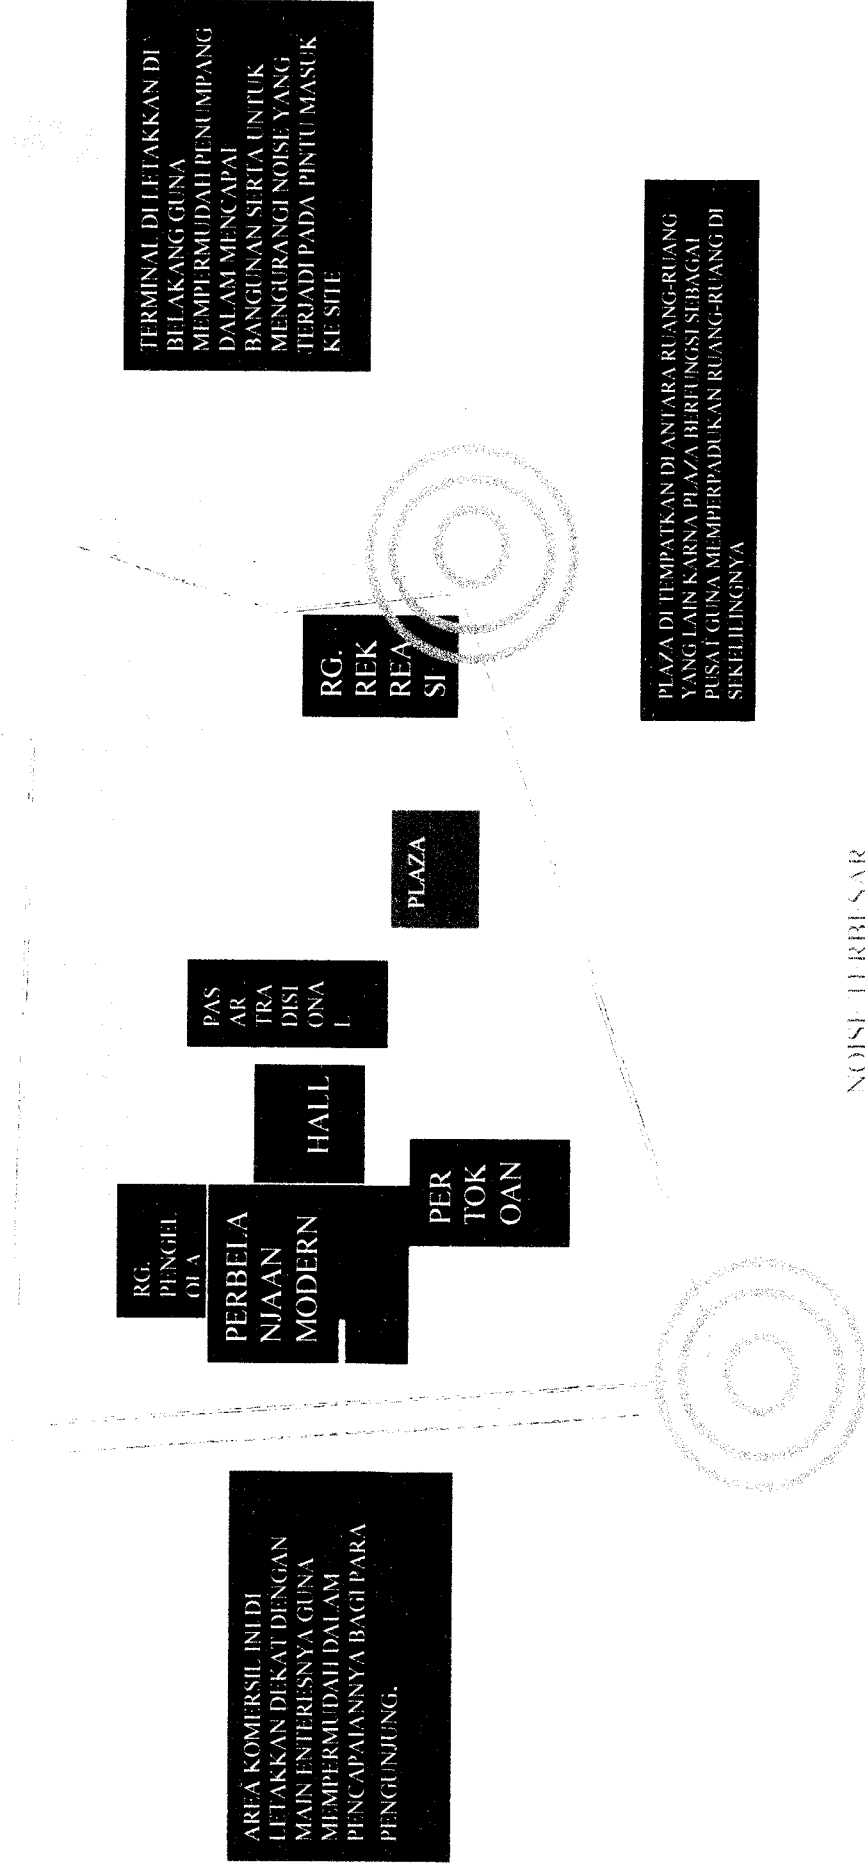 AREA KOMERSIL INI DI
LETAKKAN DEKAT DENGAN
MAIN ENTERESNYA GUNA
MEMPERMUDAH DALAM
PENCAPAIANNYA BAGI PARA
PENGUNJUNG.
RG.
PENGEL
OLA
PERBELA
NJAAN
MODERN
HALL
PER
TOK
OAN
PAS
AR
TRA
DISI
ONA
L
PLAZA
RG.
REK
REA
SI
TERMINAL DI LETAKKAN DI
BELAKANG GUNA
MEMPERMUDAH PENUMPANG
DALAM MENCAPAI
BANGUNAN SERTA UNTUK
MENGURANGI NOISE YANG
TERJADI PADA PINTU MASUK
KE SITE
PLAZA DI TEMPATKAN DI ANTARA RUANG-RUANG
YANG LAIN KARNA PLAZA BERFUNGSI SEBAGAI
PUSAT GUNA MEMPERPADUKAN RUANG-RUANG DI
SEKELILINGNYA
NOISE TERBESAR